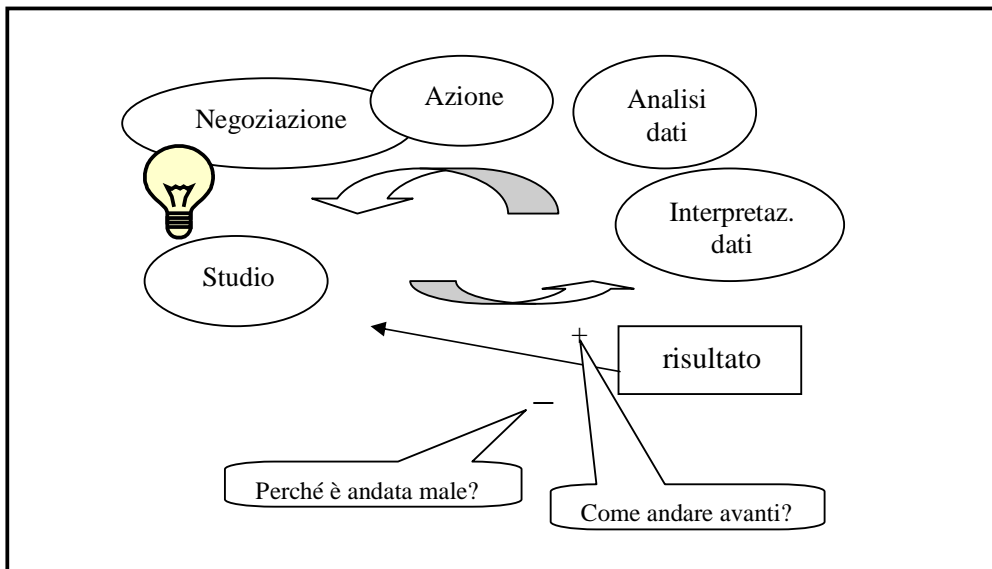 Negoziazione
Azione
Analisi
dati
Interpretaz.
dati
Studio
+
risultato
–
Perché è andata male?
Come andare avanti?